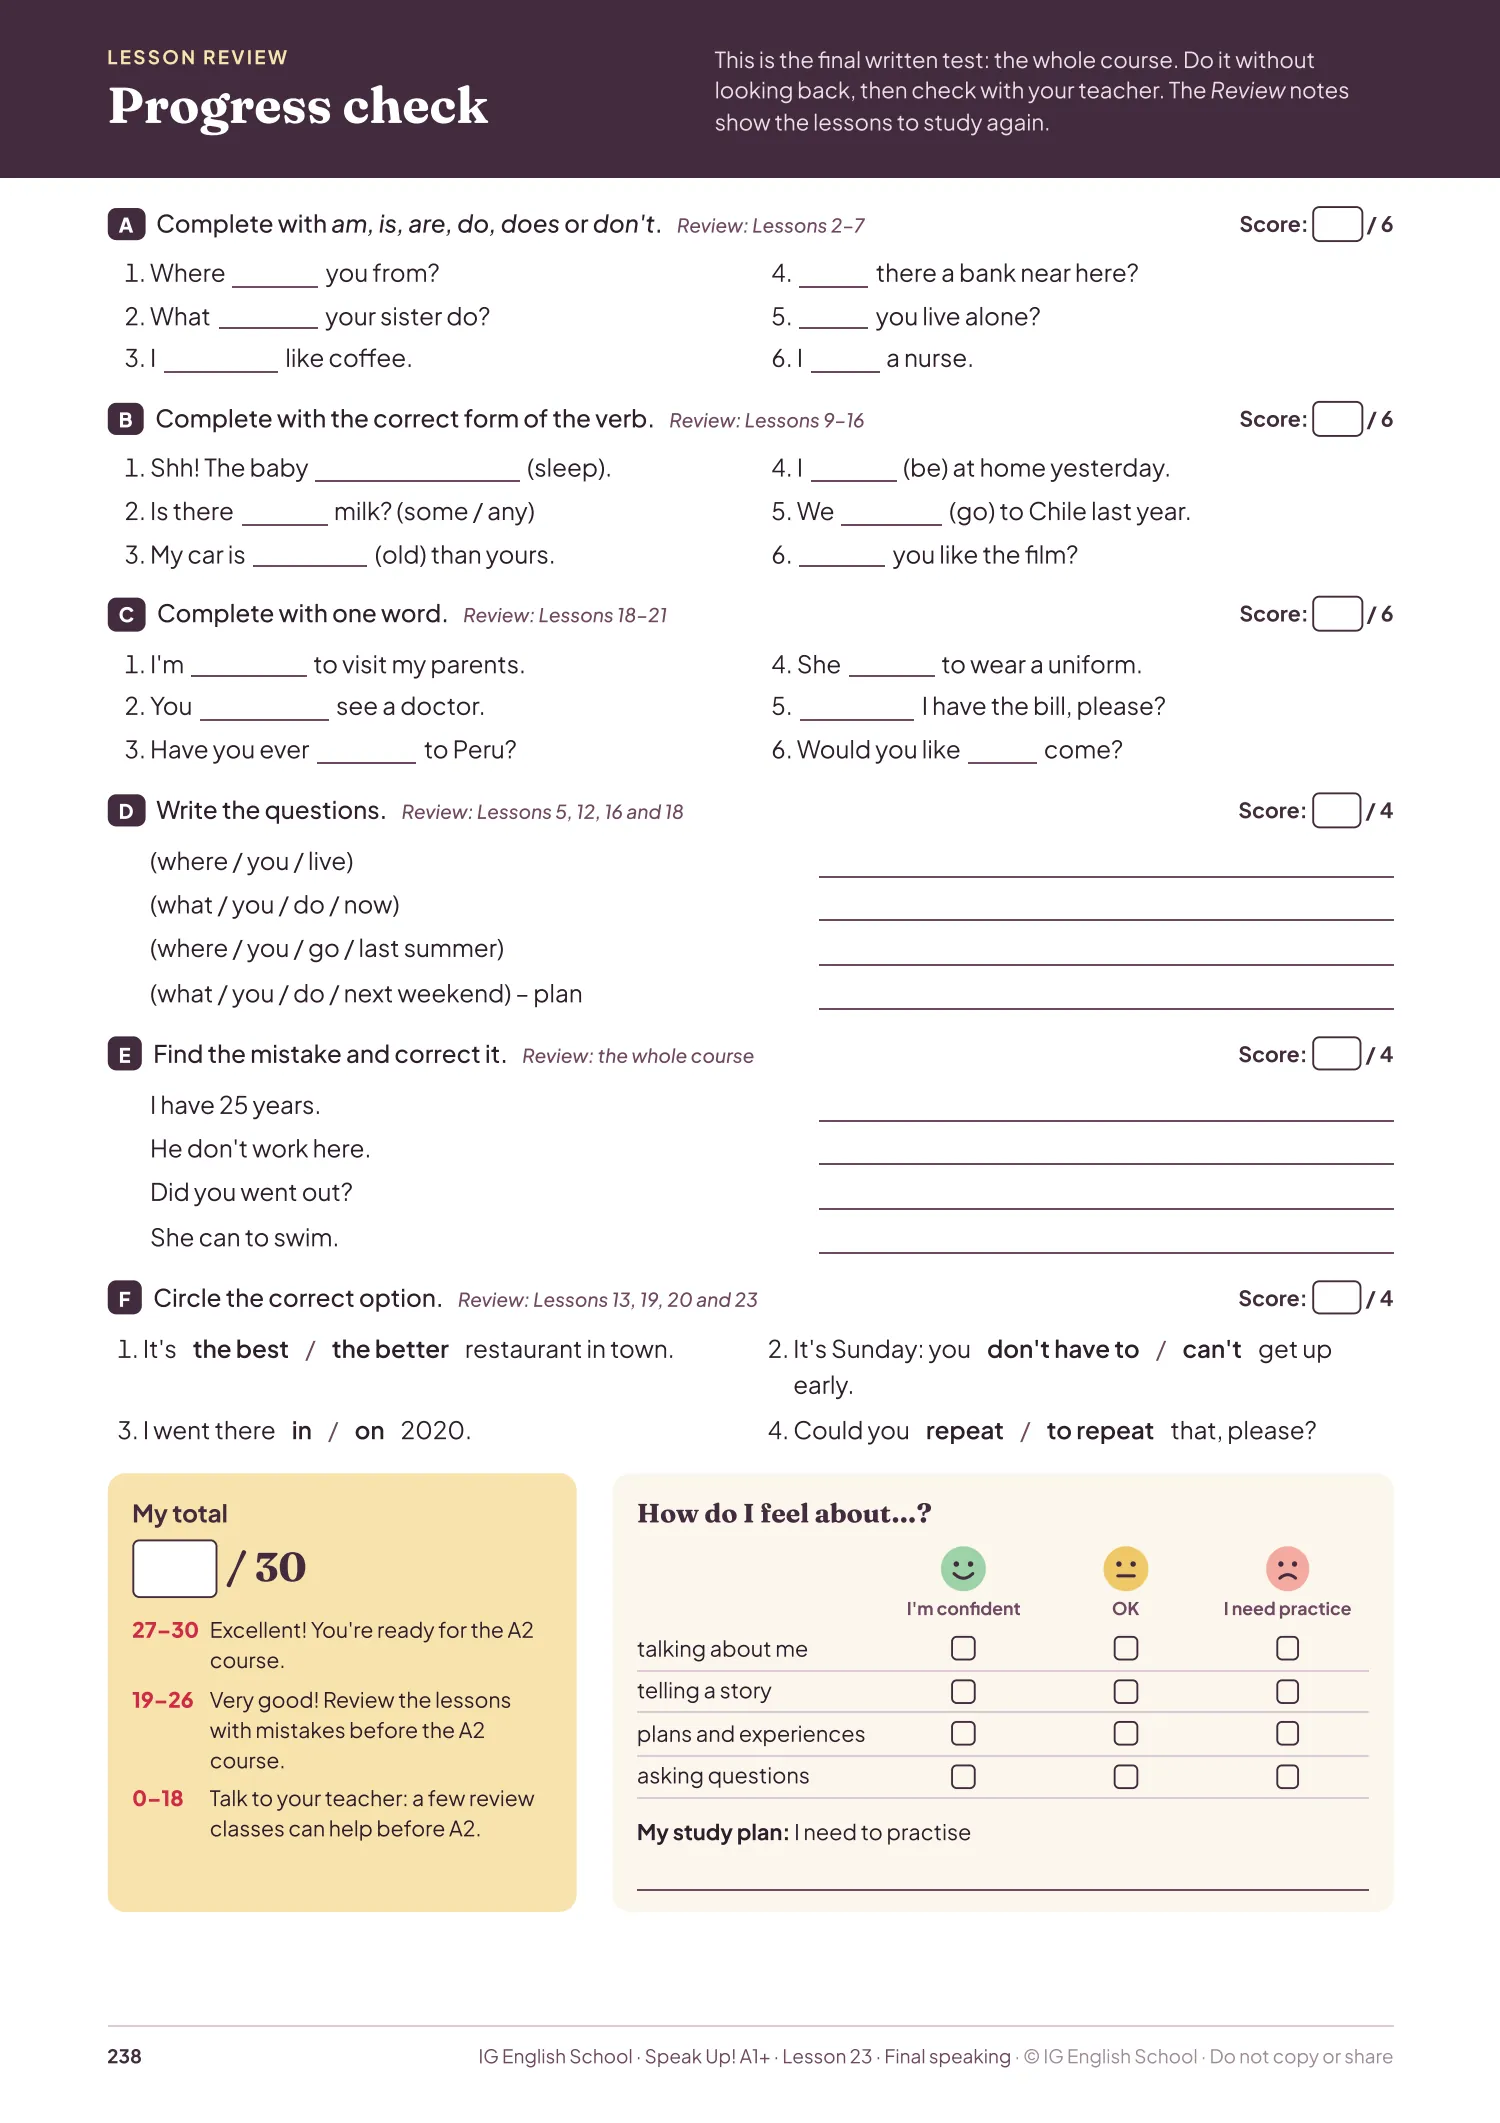 LESSON REVIEW
Progress check
This is the final written test: the whole course. Do it without
looking back, then check with your teacher. The Review notes
show the lessons to study again.
A Complete with am, is, are, do, does or don't. Review: Lessons 2–7 Score: / 6
1. Where ______ you from?
2. What ______ your sister do?
3. I ______ like coffee.
4. ______ there a bank near here?
5. ______ you live alone?
6. I ______ a nurse.
B Complete with the correct form of the verb. Review: Lessons 9–16 Score: / 6
1. Shh! The baby ______ (sleep).
2. Is there ______ milk? (some / any)
3. My car is ______ (old) than yours.
4. I ______ (be) at home yesterday.
5. We ______ (go) to Chile last year.
6. ______ you like the film?
C Complete with one word. Review: Lessons 18–21 Score: / 6
1. I'm ______ to visit my parents.
2. You ______ see a doctor.
3. Have you ever ______ to Peru?
4. She ______ to wear a uniform.
5. ______ I have the bill, please?
6. Would you like ______ come?
D Write the questions. Review: Lessons 5, 12, 16 and 18 Score: / 4
(where / you / live)
(what / you / do / now)
(where / you / go / last summer)
(what / you / do / next weekend) – plan
E Find the mistake and correct it. Review: the whole course Score: / 4
I have 25 years.
He don't work here.
Did you went out?
She can to swim.
F Circle the correct option. Review: Lessons 13, 19, 20 and 23 Score: / 4
1. It's the best / the better restaurant in town.
2. It's Sunday: you don't have to / can't get up
early.
3. I went there in / on 2020.
4. Could you repeat / to repeat that, please?
My total
/ 30
27–30 Excellent! You're ready for the A2
course.
19–26 Very good! Review the lessons
with mistakes before the A2
course.
0–18 Talk to your teacher: a few review
classes can help before A2.
How do I feel about...?
I'm confident OK I need practice
talking about me
telling a story
plans and experiences
asking questions
My study plan: I need to practise
238 IG English School · Speak Up! A1+ · Lesson 23 · Final speaking · © IG English School · Do not copy or share